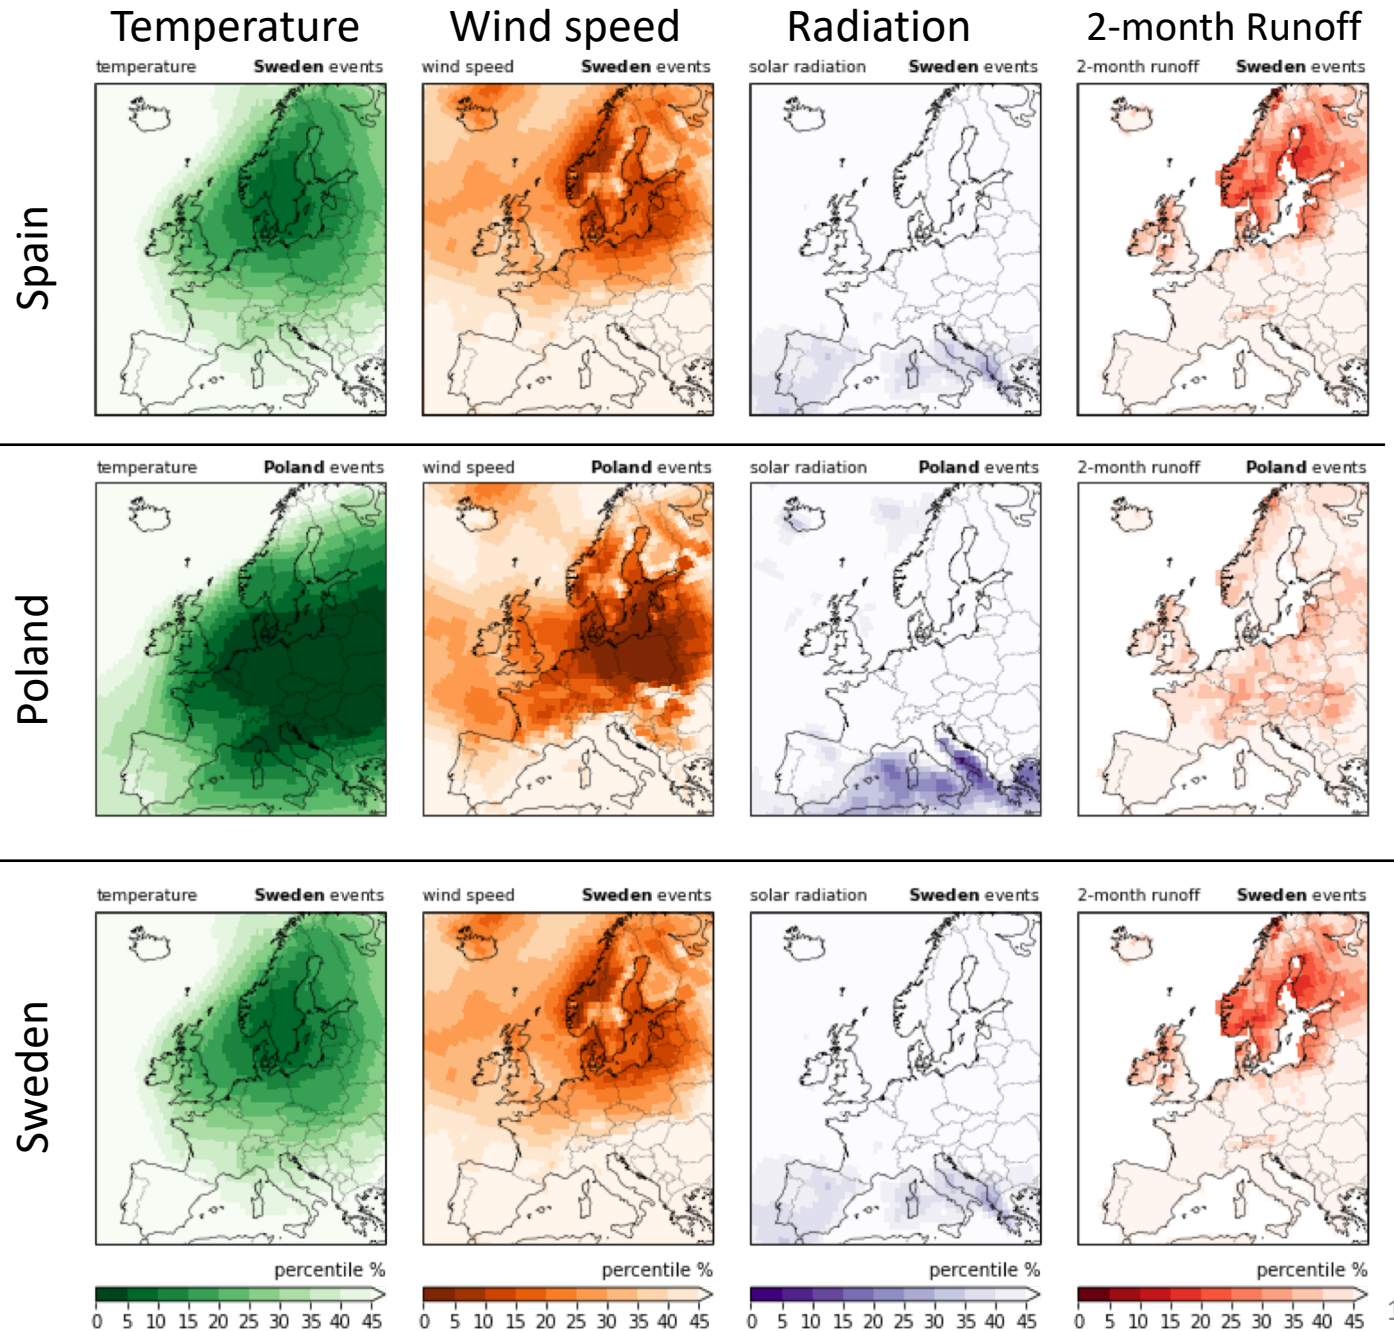 Temperature Wind speed Radiation 2-month Runoff
temperature Sweden events wind speed Sweden events solar radiation Sweden events 2-month runoff Sweden events
Spain
temperature Poland events wind speed Poland events solar radiation Poland events 2-month runoff Poland events
Poland
temperature Sweden events wind speed Sweden events solar radiation Sweden events 2-month runoff Sweden events
Sweden
percentile % percentile % percentile % percentile %
0 5 10 15 20 25 30 35 40 45 0 5 10 15 20 25 30 35 40 45 0 5 10 15 20 25 30 35 40 45 0 5 10 15 20 25 30 35 40 45